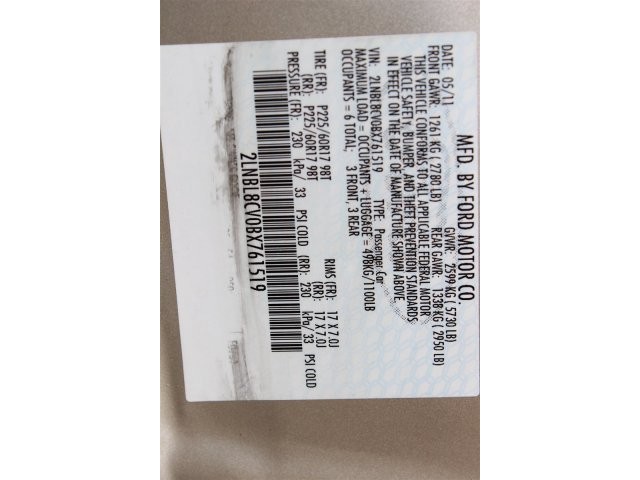 MFD. BY FORD MOTOR CO.
DATE: 05/11 GVWR: 2599 KG ( 5730 LB)
FRONT GAWR: 1261 KG ( 2780 LB) REAR GAWR: 1338 KG ( 2950 LB)
THIS VEHICLE CONFORMS TO ALL APPLICABLE FEDERAL MOTOR
VEHICLE SAFETY, BUMPER, AND THEFT PREVENTION STANDARDS
IN EFFECT ON THE DATE OF MANUFACTURE SHOWN ABOVE.
VIN: 2LNBL8CV0BX761519 TYPE: Passenger Car
MAXIMUM LOAD = OCCUPANTS + LUGGAGE = 498KG/1100LB
OCCUPANTS = 6 TOTAL; 3 FRONT, 3 REAR
TIRE (FR): P225/60R17 98T RIMS (FR): 17 X 7.0J
(RR): P225/60R17 98T (RR): 17 X 7.0J
PRESSURE (FR): 230 kPa/ 33 PSI COLD (RR): 230 kPa/ 33 PSI COLD
2LNBL8CV0BX761519